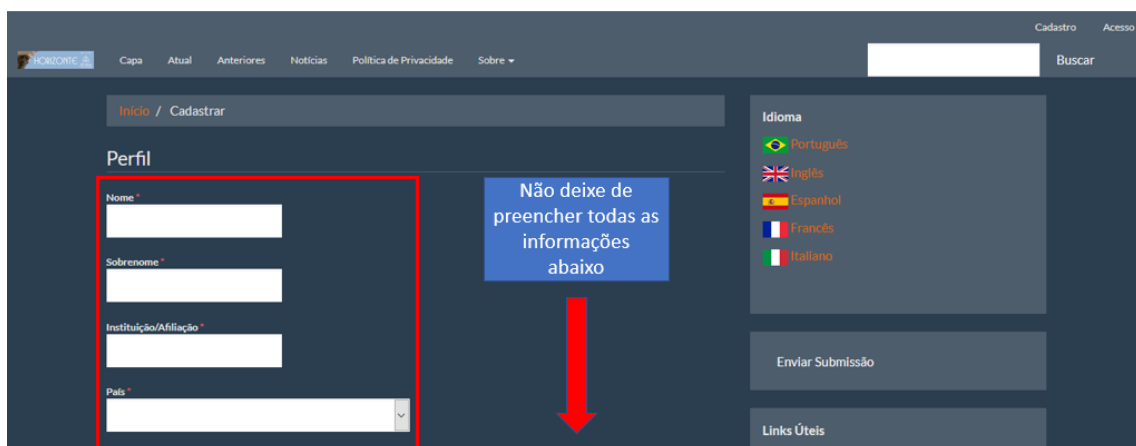 Cadastro Acesso
HORIZONTE
Capa Atual Anteriores Notícias Política de Privacidade Sobre
Buscar
Início / Cadastrar
Perfil
Nome *
Sobrenome *
Instituição/Afiliação *
País *
Não deixe de
preencher todas as
informações
abaixo
Idioma
Português
Inglês
Espanhol
Francês
Italiano
Enviar Submissão
Links Úteis